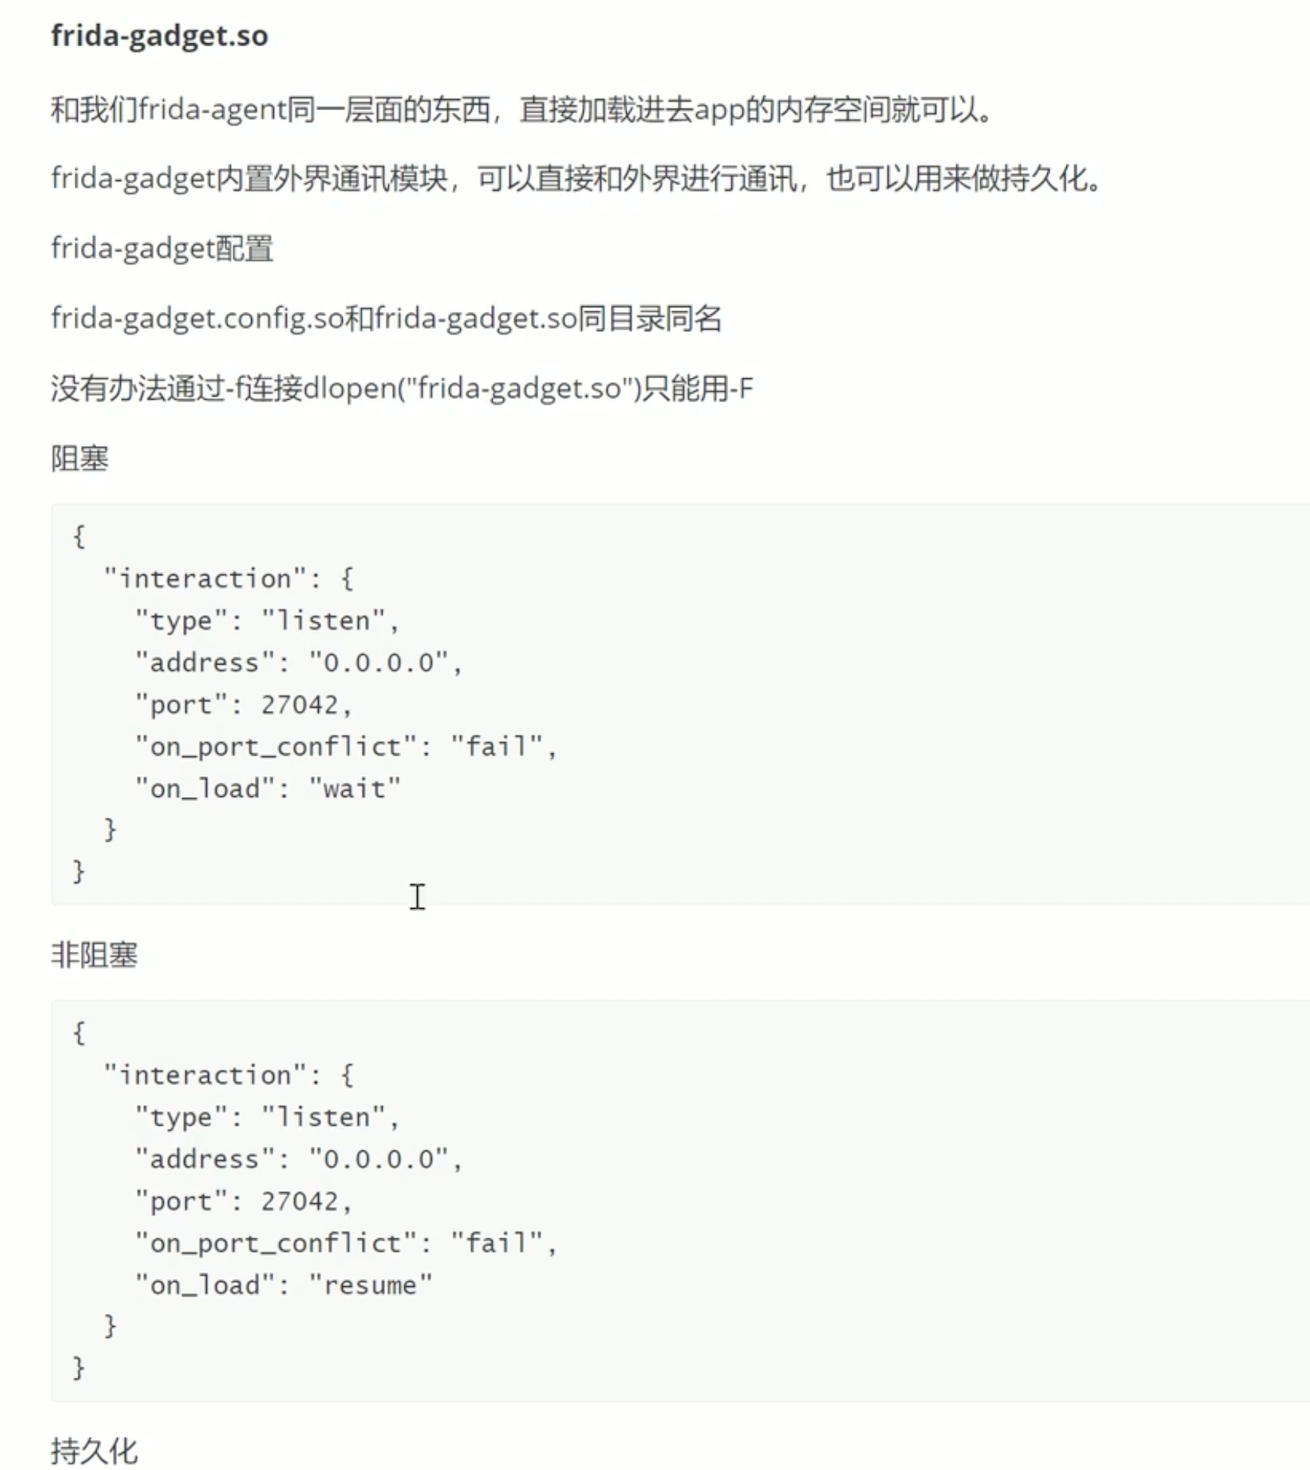 frida-gadget.so
和我们frida-agent同一层面的东西，直接加载进去app的内存空间就可以。
frida-gadget内置外界通讯模块，可以直接和外界进行通讯，也可以用来做持久化。
frida-gadget配置
frida-gadget.config.so和frida-gadget.so同目录同名
没有办法通过-f连接dlopen("frida-gadget.so")只能用-F
阻塞
{
  "interaction": {
    "type": "listen",
    "address": "0.0.0.0",
    "port": 27042,
    "on_port_conflict": "fail",
    "on_load": "wait"
  }
}
非阻塞
{
  "interaction": {
    "type": "listen",
    "address": "0.0.0.0",
    "port": 27042,
    "on_port_conflict": "fail",
    "on_load": "resume"
  }
}
持久化